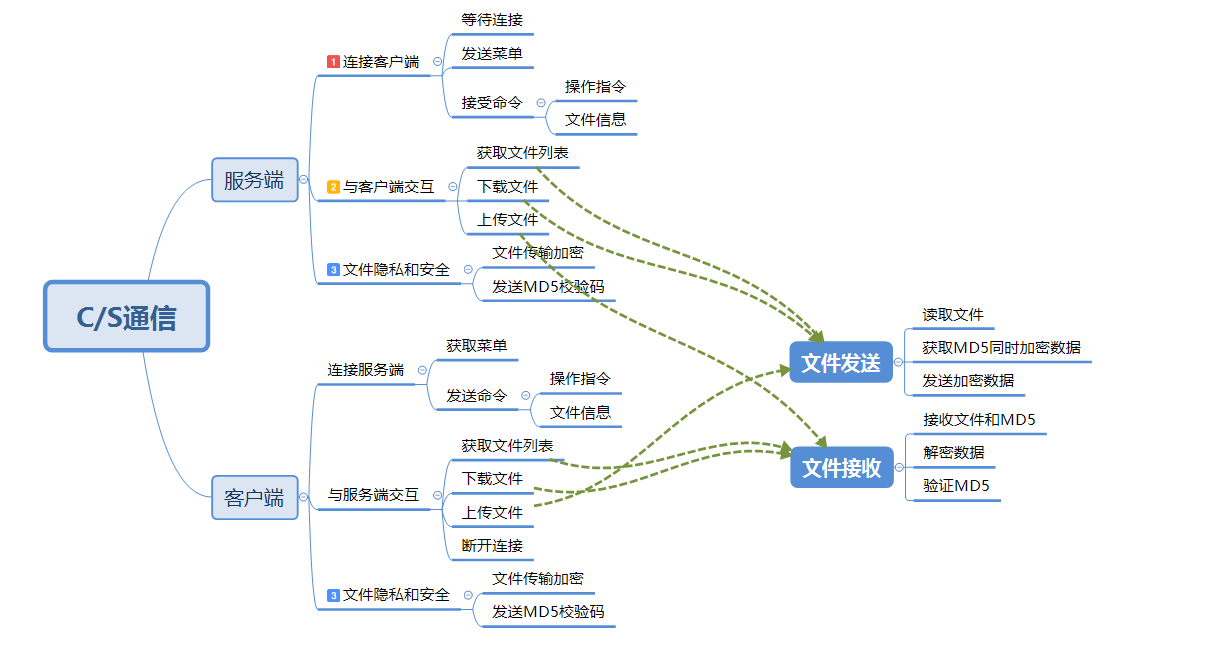 C/S通信
服务端
1 连接客户端
等待连接
发送菜单
接受命令
操作指令
文件信息
2 与客户端交互
获取文件列表
下载文件
上传文件
3 文件隐私和安全
文件传输加密
发送MD5校验码
客户端
连接服务端
获取菜单
发送命令
操作指令
文件信息
与服务端交互
获取文件列表
下载文件
上传文件
断开连接
3 文件隐私和安全
文件传输加密
发送MD5校验码
文件发送
读取文件
获取MD5同时加密数据
发送加密数据
文件接收
接收文件和MD5
解密数据
验证MD5